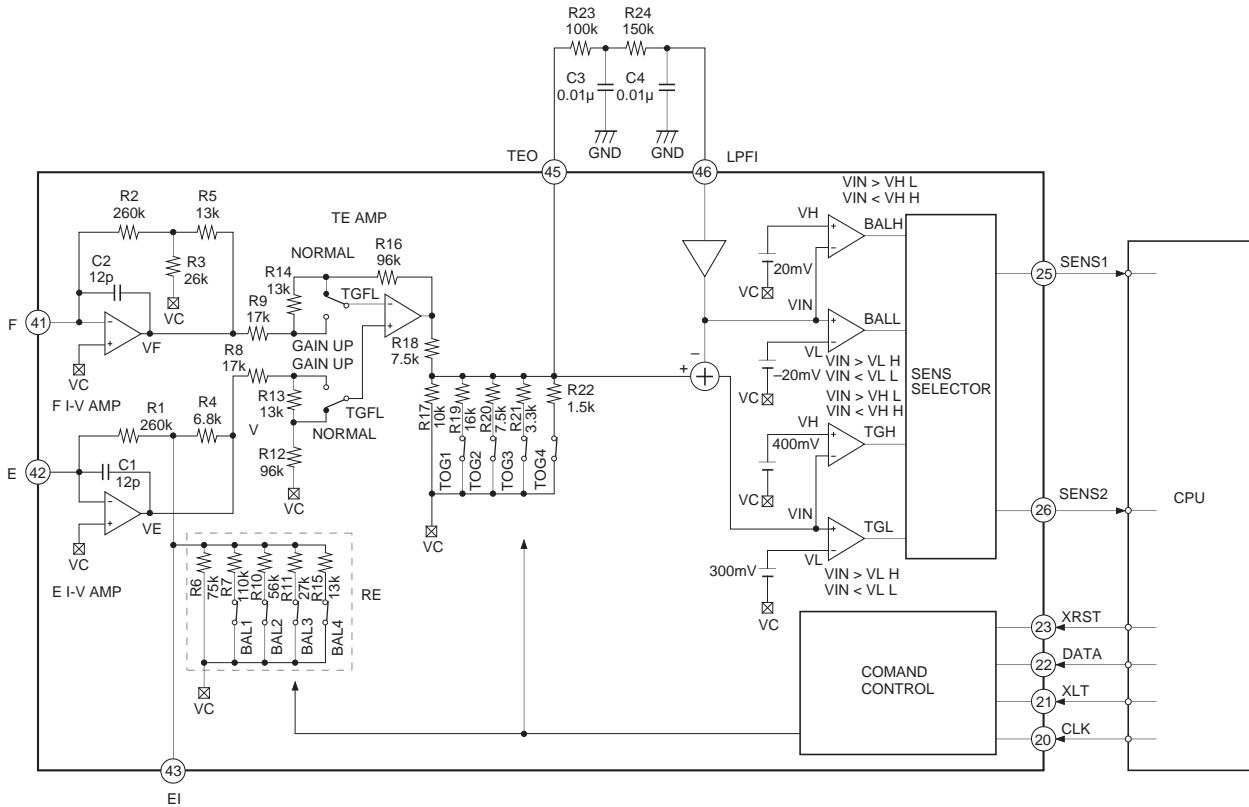 R23
100k
R24
150k
C3
0.01µ
C4
0.01µ
GND
GND
TEO
45
46
LPFI
R2
260k
R5
13k
TE AMP
VIN > VH L
VIN < VH H
C2
12p
R3
26k
VC
NORMAL
R16
96k
R14
13k
TGFL
R9
17k
VH
BALH
20mV
VC
VIN
25
SENS1
F
41
VF
VC
F I-V AMP
GAIN UP
GAIN UP
R8
17k
R18
7.5k
BALL
VL
–20mV
VC
VIN > VL H
VIN < VL L
VIN > VH L
VIN < VH H
SENS
SELECTOR
R1
260k
R4
6.8k
R13
13k
V
TGFL
NORMAL
R12
96k
VC
R17
10k
R19
16k
R20
7.5k
R21
3.3k
R22
1.5k
TOG1
TOG2
TOG3
TOG4
VC
VH
400mV
VC
TGH
E
42
C1
12p
VE
VC
E I-V AMP
VIN
26
SENS2
CPU
VL
TGL
300mV
VC
VIN > VL H
VIN < VL L
R6
75k
R7
110k
R10
56k
R11
27k
R15
13k
RE
BAL1
BAL2
BAL3
BAL4
VC
COMAND
CONTROL
23
XRST
22
DATA
21
XLT
20
CLK
43
EI
+
−
+
−
+
−
+
−
+
+
−
+
−
+
−
+
−
+
−